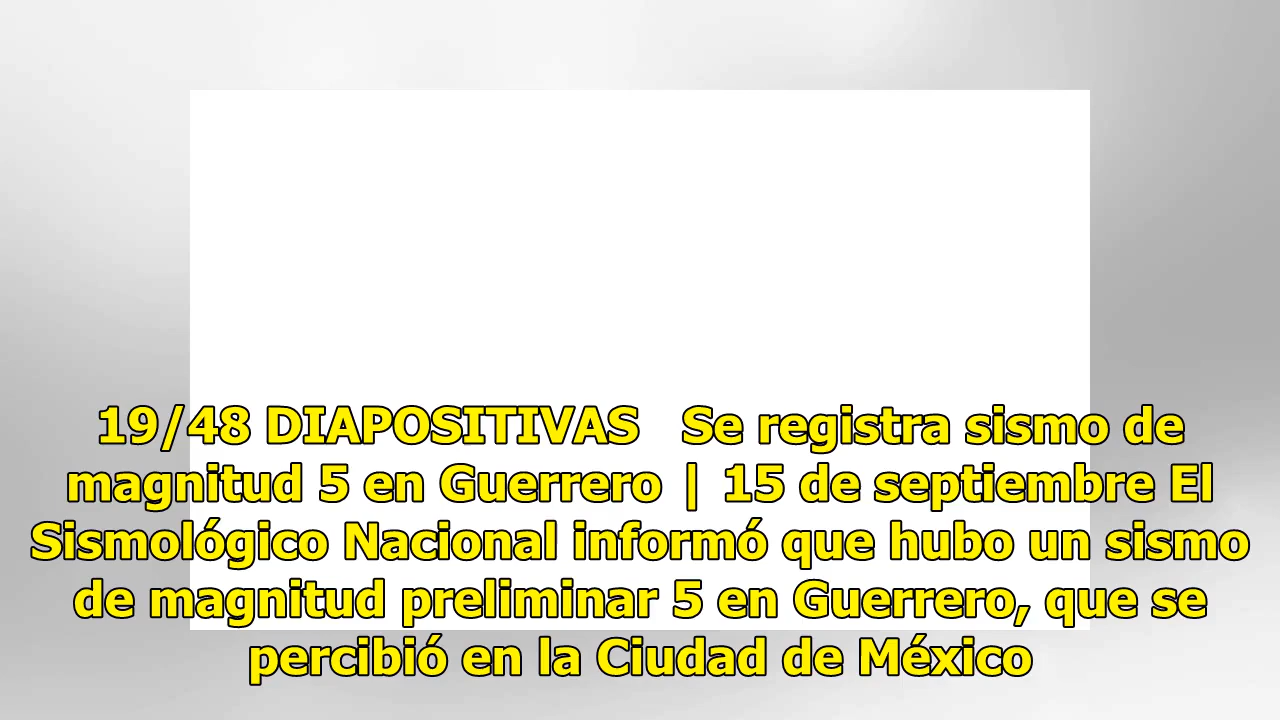 19/48 DIAPOSITIVAS   Se registra sismo de
magnitud 5 en Guerrero | 15 de septiembre El
Sismológico Nacional informó que hubo un sismo
de magnitud preliminar 5 en Guerrero, que se
percibió en la Ciudad de México